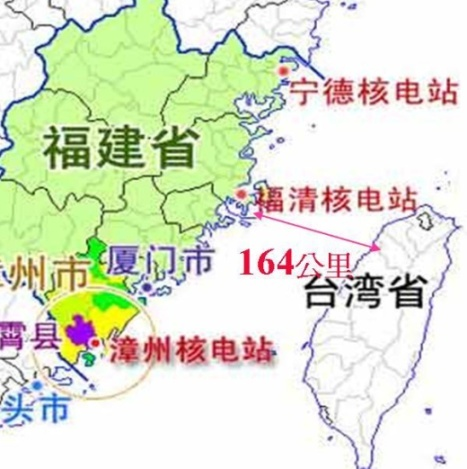 宁德核电站
福建省
福清核电站
164公里
厦门市
州市
台湾省
霄县
漳州核电站
头市